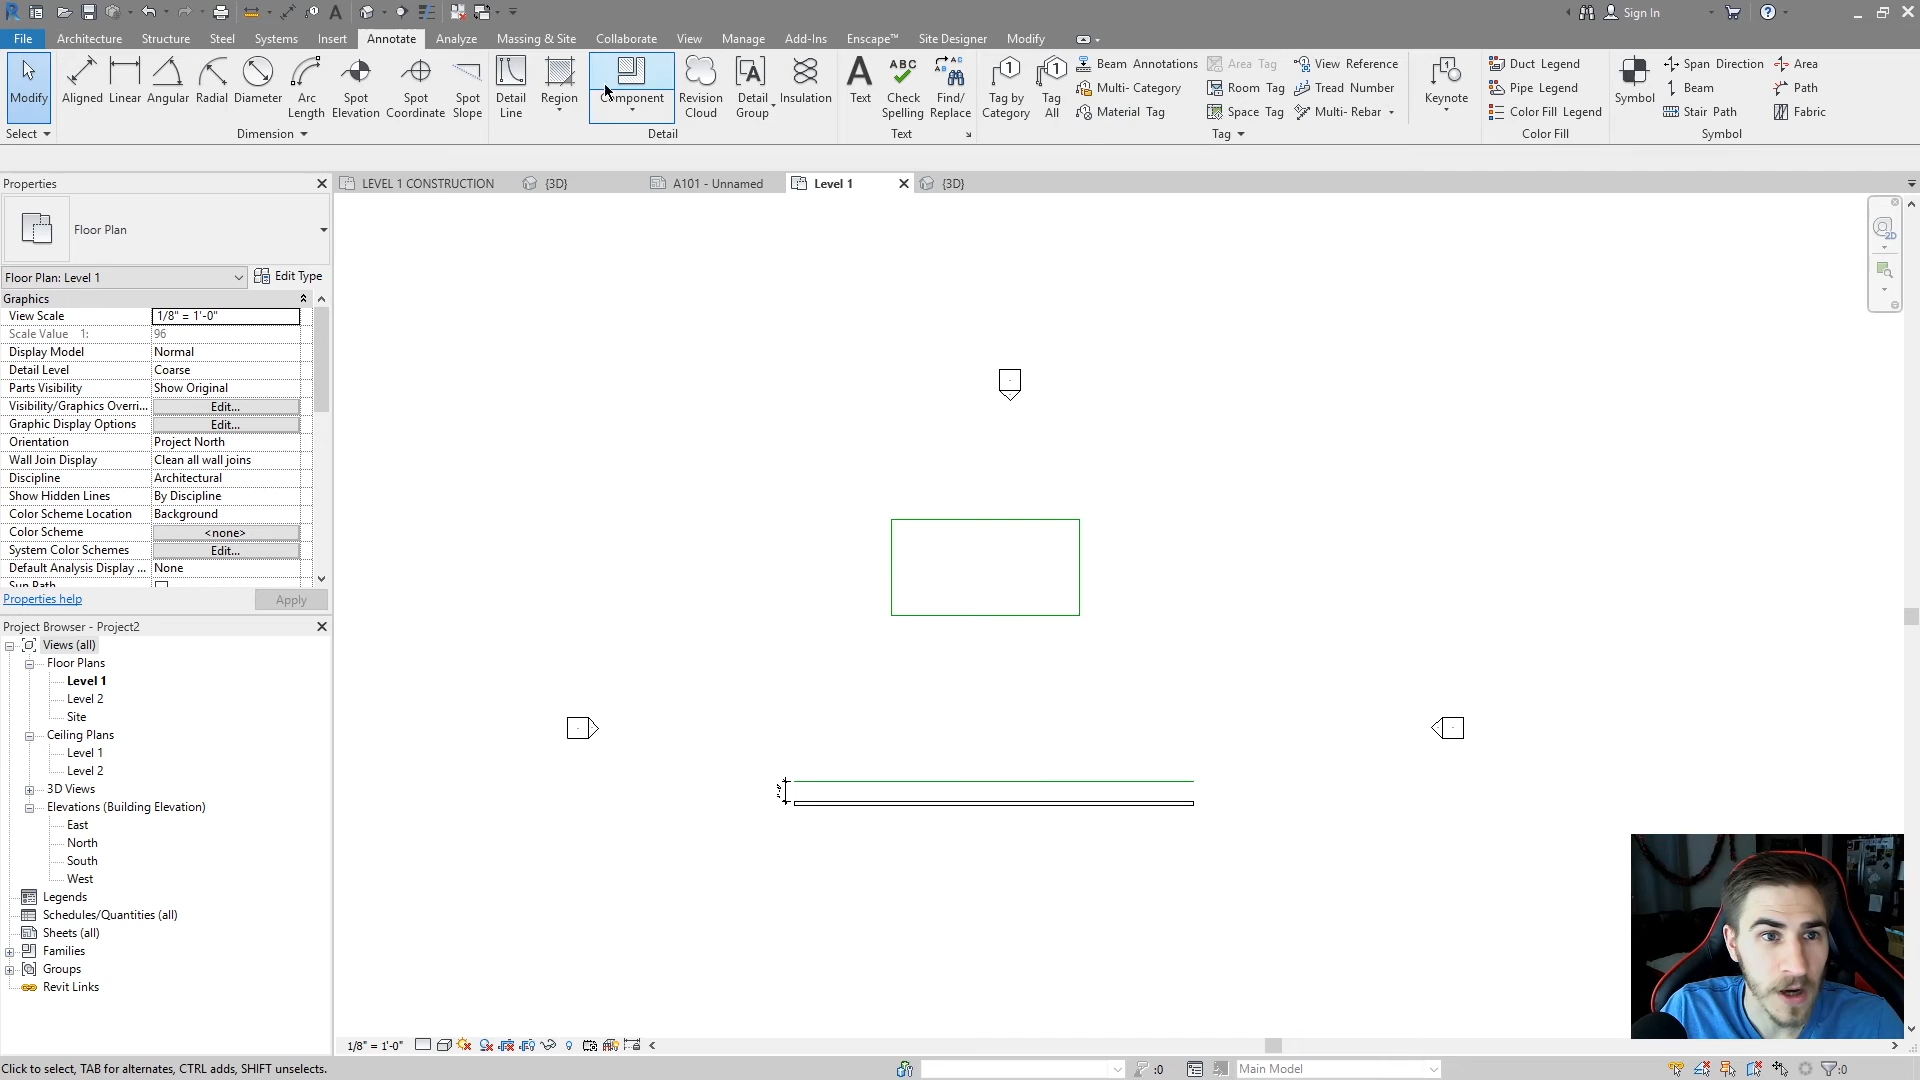 Sign In
File Architecture Structure Steel Systems Insert Annotate Analyze Massing & Site Collaborate View Manage Add-Ins Enscape™ Site Designer Modify
Modify
Aligned Linear Angular Radial Diameter Arc Length Spot Elevation Spot Coordinate Spot Slope
Detail Line Region Component Revision Cloud Detail Group Insulation
ABC
Text Check Spelling Find/ Replace
Tag by Category Tag All
Beam Annotations Area Tag View Reference
Multi- Category Room Tag Tread Number
Material Tag Space Tag Multi- Rebar
Keynote
Duct Legend
Pipe Legend
Color Fill Legend
Symbol
Span Direction Area
Beam Path
Stair Path Fabric
Select Dimension Detail Text Tag Color Fill Symbol
Properties
LEVEL 1 CONSTRUCTION {3D} A101 - Unnamed Level 1 {3D}
Floor Plan
Floor Plan: Level 1 Edit Type
Graphics
View Scale 1/8" = 1'-0"
Scale Value 1: 96
Display Model Normal
Detail Level Coarse
Parts Visibility Show Original
Visibility/Graphics Overri... Edit...
Graphic Display Options Edit...
Orientation Project North
Wall Join Display Clean all wall joins
Discipline Architectural
Show Hidden Lines By Discipline
Color Scheme Location Background
Color Scheme <none>
System Color Schemes Edit...
Default Analysis Display ... None
Sun Path
Properties help Apply
Project Browser - Project2
Views (all)
Floor Plans
Level 1
Level 2
Site
Ceiling Plans
Level 1
Level 2
3D Views
Elevations (Building Elevation)
East
North
South
West
Legends
Schedules/Quantities (all)
Sheets (all)
Families
Groups
Revit Links
1/8" = 1'-0"
Click to select, TAB for alternates, CTRL adds, SHIFT unselects.
:0
Main Model
:0